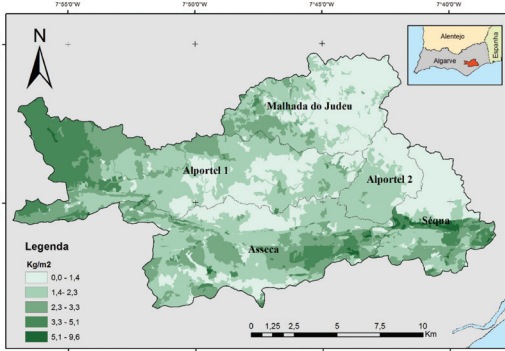 7°55'0"W 7°50'0"W 7°45'0"W 7°40'0"W
N
Alentejo
Algarve
Espanha
Malhada do Judeu
Alportel 1
Alportel 2
Séqua
Asseca
Legenda
Kg/m2
0,0 - 1,4
1,4- 2,3
2,3 - 3,3
3,3 - 5,1
5,1 - 9,6
0 1,25 2,5 5 7,5 10
Km